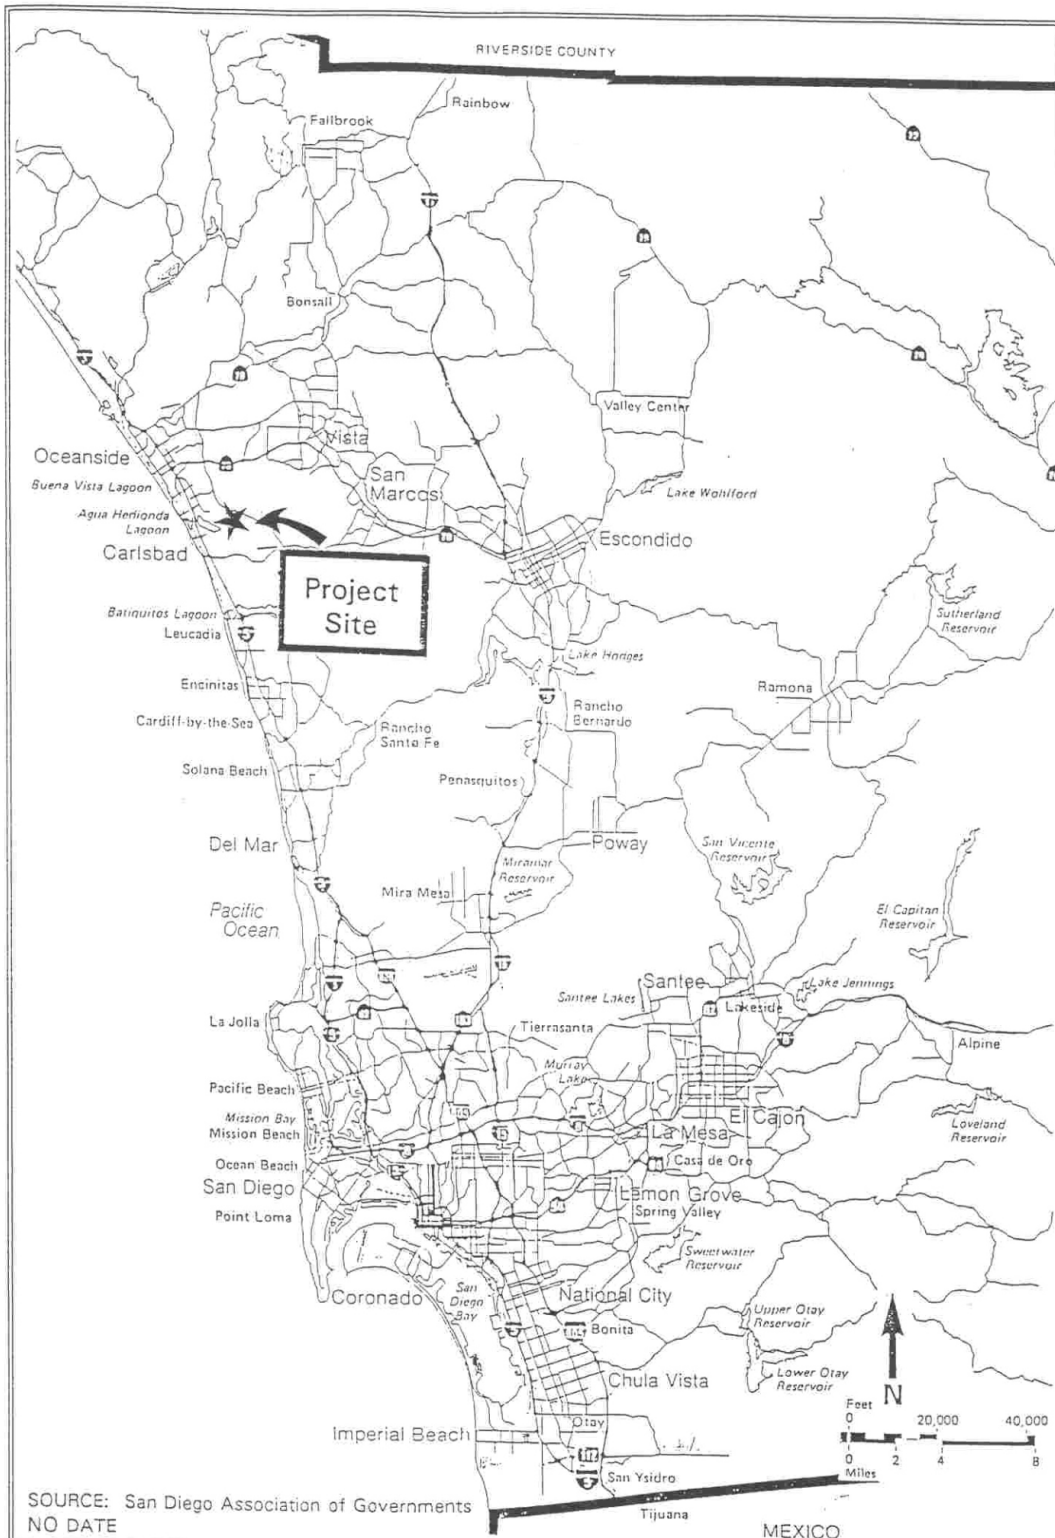 RIVERSIDE COUNTY
Rainbow
Fallbrook
Bonsall
Valley Center
Vista
Oceanside
San
Marcos
Buena Vista Lagoon
Lake Wohlford
Agua Hedionda
Lagoon
Escondido
Carlsbad
Project
Site
Batiquitos Lagoon
Leucadia
Sutherland
Reservoir
Lake Hodges
Encinitas
Ramona
Rancho
Bernardo
Cardiff-by-the-Sea
Rancho
Santa Fe
Solana Beach
Penasquitos
Del Mar
Poway
San Vicente
Reservoir
Miramar
Reservoir
Mira Mesa
Pacific
Ocean
El Capitan
Reservoir
Santee
Lake Jennings
Santee Lakes
Lakeside
La Jolla
Tierrasanta
Alpine
Murray
Lake
Pacific Beach
Mission Bay
El Cajon
Loveland
Reservoir
Mission Beach
La Mesa
Ocean Beach
Casa de Oro
San Diego
Lemon Grove
Spring Valley
Point Loma
Sweetwater
Reservoir
Coronado
San
Diego
Bay
National City
Upper Otay
Reservoir
Bonita
Lower Otay
Reservoir
Chula Vista
N
Feet
0 20,000 40,000
0 2 4 8
Miles
Otay
Imperial Beach
San Ysidro
SOURCE: San Diego Association of Governments
NO DATE
Tijuana
MEXICO